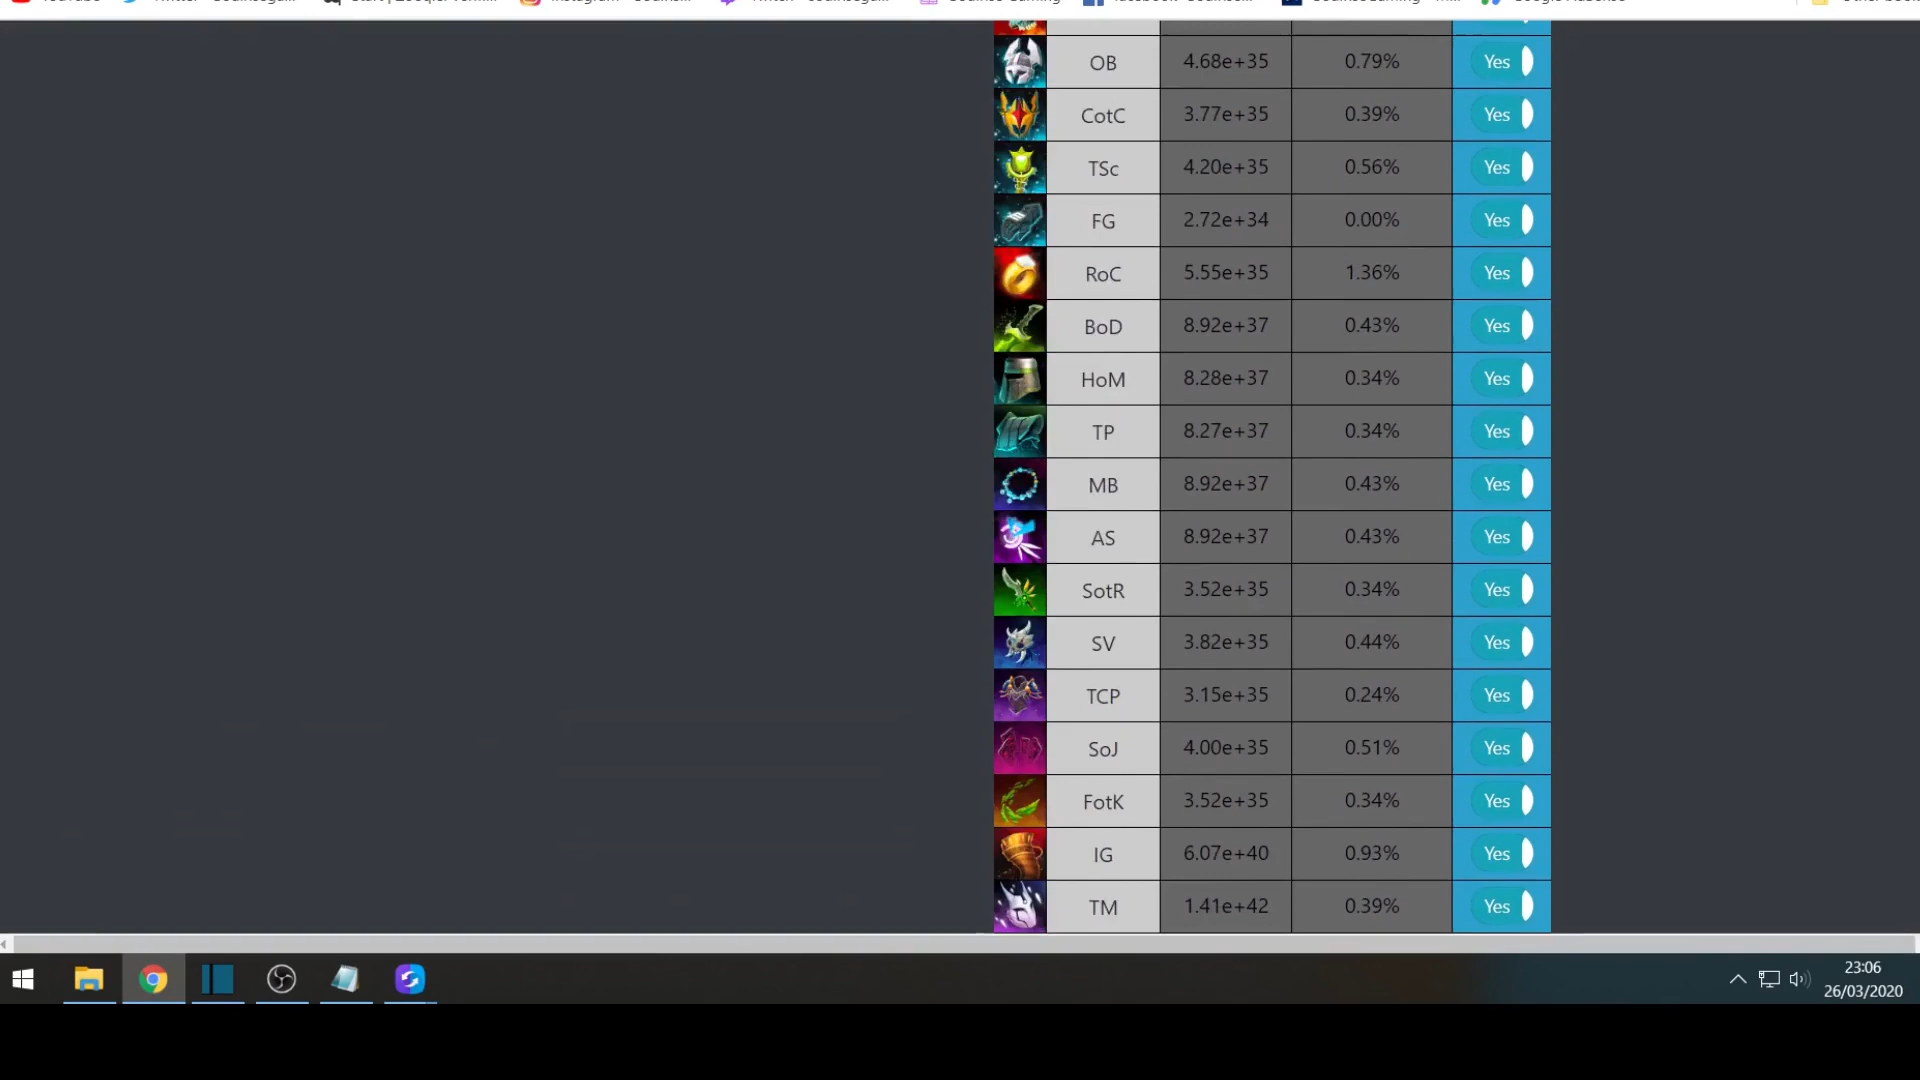 OB 4.68e+35 0.79% Yes
CotC 3.77e+35 0.39% Yes
TSc 4.20e+35 0.56% Yes
FG 2.72e+34 0.00% Yes
RoC 5.55e+35 1.36% Yes
BoD 8.92e+37 0.43% Yes
HoM 8.28e+37 0.34% Yes
TP 8.27e+37 0.34% Yes
MB 8.92e+37 0.43% Yes
AS 8.92e+37 0.43% Yes
SotR 3.52e+35 0.34% Yes
SV 3.82e+35 0.44% Yes
TCP 3.15e+35 0.24% Yes
SoJ 4.00e+35 0.51% Yes
FotK 3.52e+35 0.34% Yes
IG 6.07e+40 0.93% Yes
TM 1.41e+42 0.39% Yes
23:06
26/03/2020